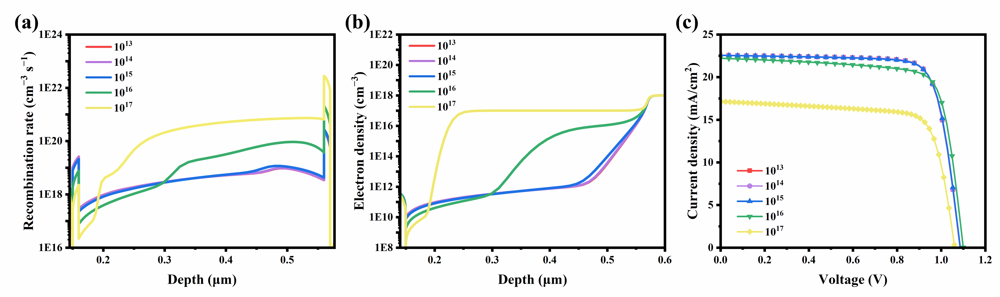 (a)
1E24
1E22
1E20
1E18
1E16
Recombination rate (cm⁻³ s⁻¹)
10¹³
10¹⁴
10¹⁵
10¹⁶
10¹⁷
0.2 0.3 0.4 0.5
Depth (μm)
(b)
1E22
1E20
1E18
1E16
1E14
1E12
1E10
1E8
Electron density (cm⁻³)
10¹³
10¹⁴
10¹⁵
10¹⁶
10¹⁷
0.2 0.3 0.4 0.5 0.6
Depth (μm)
(c)
25
20
15
10
5
0
Current density (mA/cm²)
10¹³
10¹⁴
10¹⁵
10¹⁶
10¹⁷
0.0 0.2 0.4 0.6 0.8 1.0 1.2
Voltage (V)